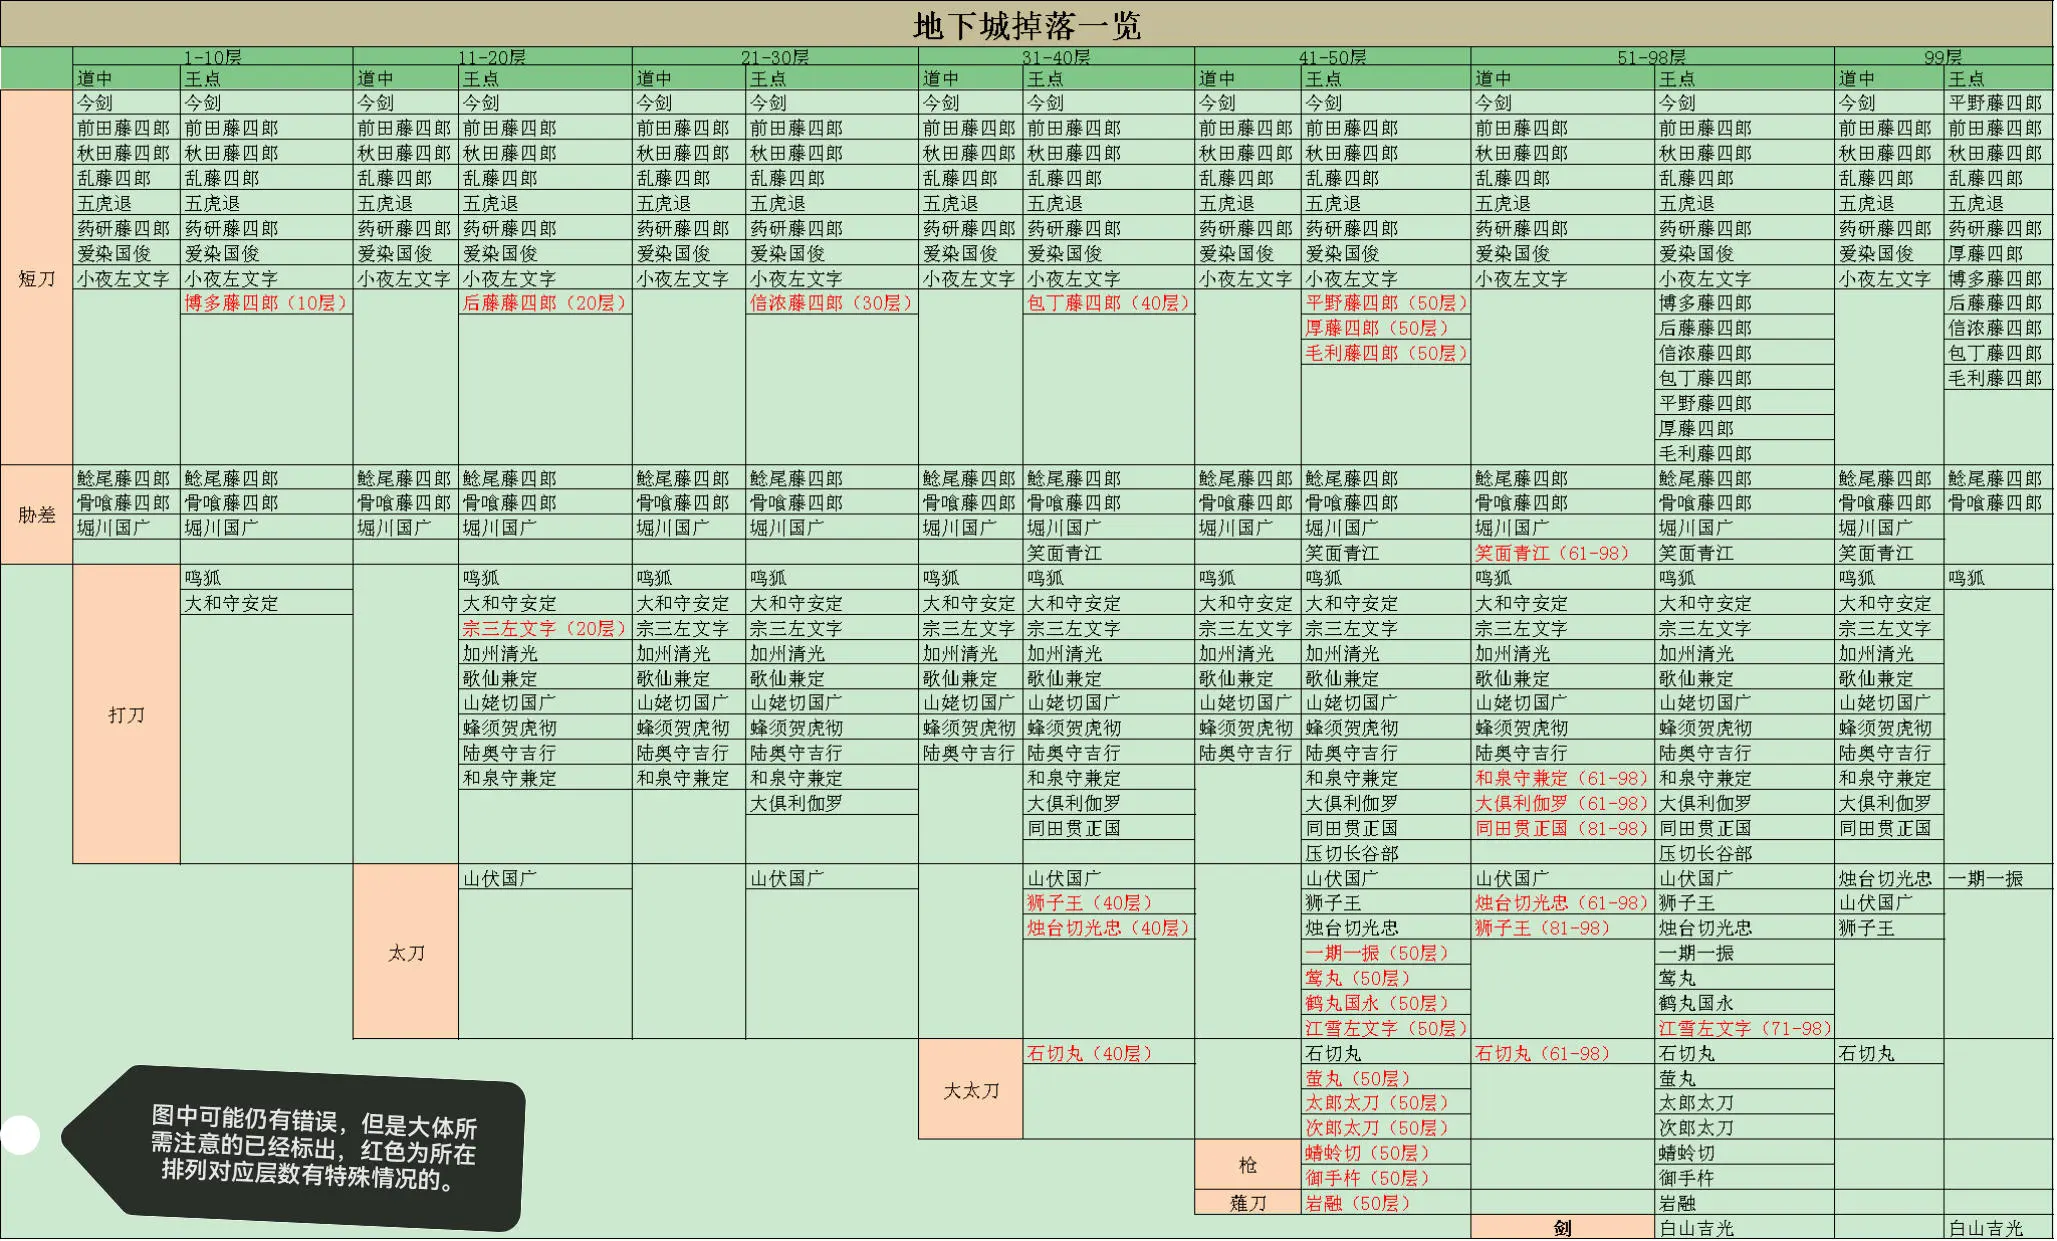 地下城掉落一览
1-10层 11-20层 21-30层 31-40层 41-50层 51-98层 99层
道中 王点 道中 王点 道中 王点 道中 王点 道中 王点 道中 王点 道中 王点
今剑 今剑 今剑 今剑 今剑 今剑 今剑 今剑 今剑 今剑 今剑 今剑 今剑 平野藤四郎
前田藤四郎 前田藤四郎 前田藤四郎 前田藤四郎 前田藤四郎 前田藤四郎 前田藤四郎 前田藤四郎 前田藤四郎 前田藤四郎 前田藤四郎 前田藤四郎 前田藤四郎 前田藤四郎
秋田藤四郎 秋田藤四郎 秋田藤四郎 秋田藤四郎 秋田藤四郎 秋田藤四郎 秋田藤四郎 秋田藤四郎 秋田藤四郎 秋田藤四郎 秋田藤四郎 秋田藤四郎 秋田藤四郎 秋田藤四郎
乱藤四郎 乱藤四郎 乱藤四郎 乱藤四郎 乱藤四郎 乱藤四郎 乱藤四郎 乱藤四郎 乱藤四郎 乱藤四郎 乱藤四郎 乱藤四郎 乱藤四郎 乱藤四郎
五虎退 五虎退 五虎退 五虎退 五虎退 五虎退 五虎退 五虎退 五虎退 五虎退 五虎退 五虎退 五虎退 五虎退
药研藤四郎 药研藤四郎 药研藤四郎 药研藤四郎 药研藤四郎 药研藤四郎 药研藤四郎 药研藤四郎 药研藤四郎 药研藤四郎 药研藤四郎 药研藤四郎 药研藤四郎 药研藤四郎
爱染国俊 爱染国俊 爱染国俊 爱染国俊 爱染国俊 爱染国俊 爱染国俊 爱染国俊 爱染国俊 爱染国俊 爱染国俊 爱染国俊 爱染国俊 厚藤四郎
短刀 小夜左文字 小夜左文字 小夜左文字 小夜左文字 小夜左文字 小夜左文字 小夜左文字 小夜左文字 小夜左文字 小夜左文字 小夜左文字 小夜左文字 小夜左文字 博多藤四郎
博多藤四郎（10层） 后藤藤四郎（20层） 信浓藤四郎（30层） 包丁藤四郎（40层） 平野藤四郎（50层） 博多藤四郎 后藤藤四郎
厚藤四郎（50层） 后藤藤四郎 信浓藤四郎
毛利藤四郎（50层） 信浓藤四郎 包丁藤四郎
包丁藤四郎 毛利藤四郎
平野藤四郎
厚藤四郎
毛利藤四郎
鲶尾藤四郎 鲶尾藤四郎 鲶尾藤四郎 鲶尾藤四郎 鲶尾藤四郎 鲶尾藤四郎 鲶尾藤四郎 鲶尾藤四郎 鲶尾藤四郎 鲶尾藤四郎 鲶尾藤四郎 鲶尾藤四郎 鲶尾藤四郎 鲶尾藤四郎
胁差 骨喰藤四郎 骨喰藤四郎 骨喰藤四郎 骨喰藤四郎 骨喰藤四郎 骨喰藤四郎 骨喰藤四郎 骨喰藤四郎 骨喰藤四郎 骨喰藤四郎 骨喰藤四郎 骨喰藤四郎 骨喰藤四郎 骨喰藤四郎
堀川国广 堀川国广 堀川国广 堀川国广 堀川国广 堀川国广 堀川国广 堀川国广 堀川国广 堀川国广 堀川国广 堀川国广 堀川国广
笑面青江 笑面青江 笑面青江（61-98） 笑面青江 笑面青江
鸣狐 鸣狐 鸣狐 鸣狐 鸣狐 鸣狐 鸣狐 鸣狐 鸣狐 鸣狐 鸣狐 鸣狐
大和守安定 大和守安定 大和守安定 大和守安定 大和守安定 大和守安定 大和守安定 大和守安定 大和守安定 大和守安定 大和守安定
宗三左文字（20层） 宗三左文字 宗三左文字 宗三左文字 宗三左文字 宗三左文字 宗三左文字 宗三左文字 宗三左文字 宗三左文字
加州清光 加州清光 加州清光 加州清光 加州清光 加州清光 加州清光 加州清光 加州清光 加州清光
歌仙兼定 歌仙兼定 歌仙兼定 歌仙兼定 歌仙兼定 歌仙兼定 歌仙兼定 歌仙兼定 歌仙兼定 歌仙兼定
打刀 山姥切国广 山姥切国广 山姥切国广 山姥切国广 山姥切国广 山姥切国广 山姥切国广 山姥切国广 山姥切国广 山姥切国广
蜂须贺虎彻 蜂须贺虎彻 蜂须贺虎彻 蜂须贺虎彻 蜂须贺虎彻 蜂须贺虎彻 蜂须贺虎彻 蜂须贺虎彻 蜂须贺虎彻 蜂须贺虎彻
陆奥守吉行 陆奥守吉行 陆奥守吉行 陆奥守吉行 陆奥守吉行 陆奥守吉行 陆奥守吉行 陆奥守吉行 陆奥守吉行 陆奥守吉行
和泉守兼定 和泉守兼定 和泉守兼定 和泉守兼定 和泉守兼定 和泉守兼定（61-98） 和泉守兼定 和泉守兼定
大俱利伽罗 大俱利伽罗 大俱利伽罗 大俱利伽罗（61-98） 大俱利伽罗 大俱利伽罗
同田贯正国 同田贯正国 同田贯正国（81-98） 同田贯正国 同田贯正国
压切长谷部 压切长谷部
山伏国广 山伏国广 山伏国广 山伏国广 山伏国广 山伏国广 烛台切光忠 一期一振
狮子王（40层） 狮子王 烛台切光忠（61-98） 狮子王 山伏国广
烛台切光忠（40层） 烛台切光忠 狮子王（81-98） 烛台切光忠 狮子王
太刀 一期一振（50层） 一期一振
莺丸（50层） 莺丸
鹤丸国永（50层） 鹤丸国永
江雪左文字（50层） 江雪左文字（71-98）
石切丸（40层） 石切丸 石切丸（61-98） 石切丸 石切丸
大太刀 萤丸（50层） 萤丸
太郎太刀（50层） 太郎太刀
次郎太刀（50层） 次郎太刀
枪 蜻蛉切（50层） 蜻蛉切
御手杵（50层） 御手杵
薙刀 岩融（50层） 岩融
剑 白山吉光 白山吉光
图中可能仍有错误，但是大体所
需注意的已经标出，红色为所在
排列对应层数有特殊情况的。